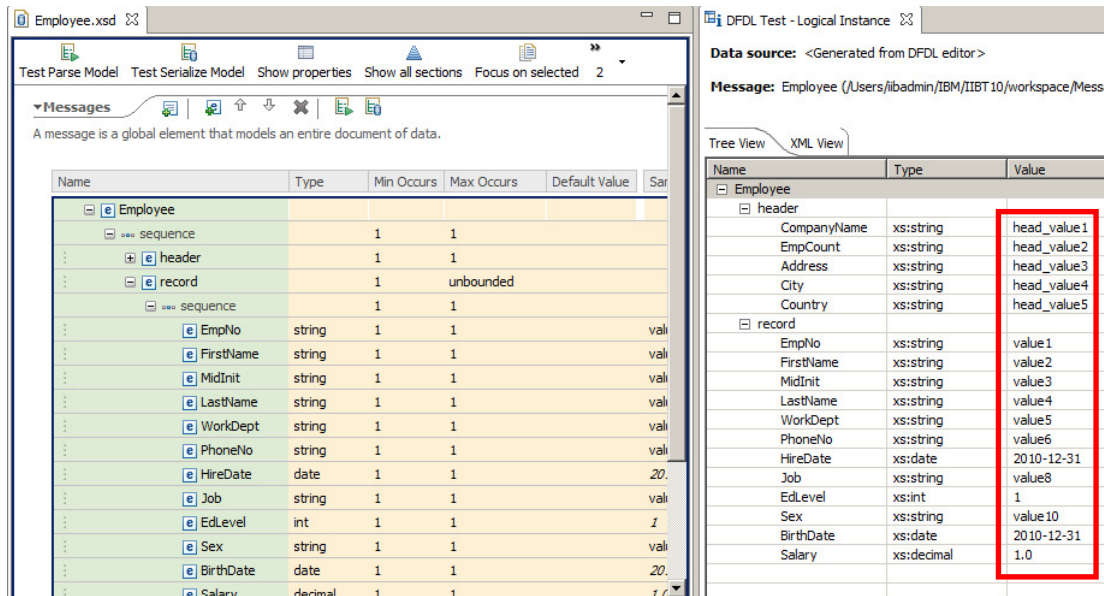 Employee.xsd
Test Parse Model Test Serialize Model Show properties Show all sections Focus on selected 2
Messages
A message is a global element that models an entire document of data.
Name Type Min Occurs Max Occurs Default Value
e Employee
sequence 1 1
e header 1 1
e record 1 unbounded
sequence 1 1
e EmpNo string 1 1
e FirstName string 1 1
e MidInit string 1 1
e LastName string 1 1
e WorkDept string 1 1
e PhoneNo string 1 1
e HireDate date 1 1
e Job string 1 1
e EdLevel int 1 1 1
e Sex string 1 1
e BirthDate date 1 1
e Salary decimal 1 1
DFDL Test - Logical Instance
Data source: <Generated from DFDL editor>
Message: Employee (/Users/iibadmin/IBM/IIBT10/workspace/Mess
Tree View XML View
Name Type Value
Employee
header
CompanyName xs:string head_value1
EmpCount xs:string head_value2
Address xs:string head_value3
City xs:string head_value4
Country xs:string head_value5
record
EmpNo xs:string value1
FirstName xs:string value2
MidInit xs:string value3
LastName xs:string value4
WorkDept xs:string value5
PhoneNo xs:string value6
HireDate xs:date 2010-12-31
Job xs:string value8
EdLevel xs:int 1
Sex xs:string value10
BirthDate xs:date 2010-12-31
Salary xs:decimal 1.0